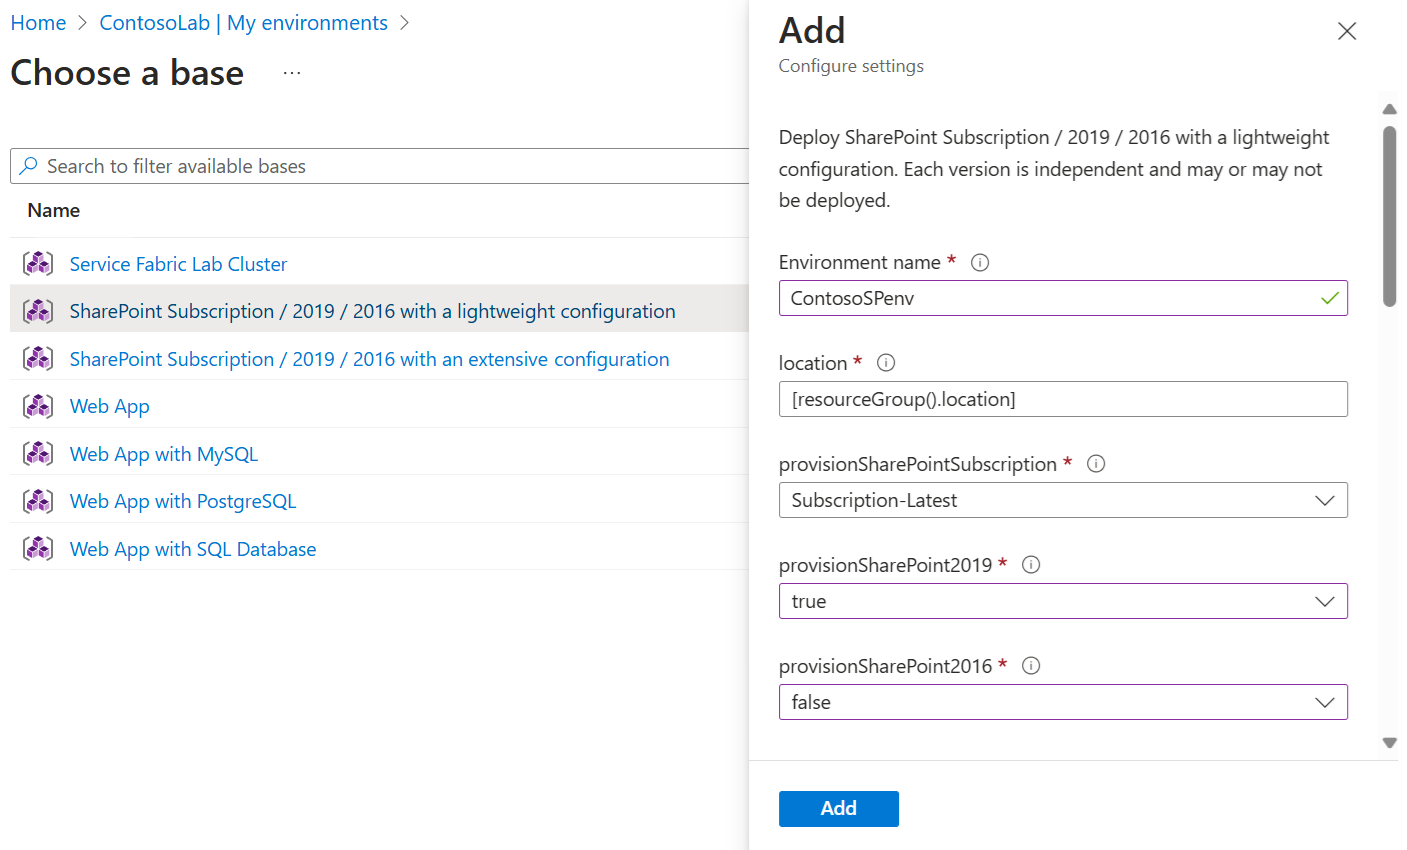 Home > ContosoLab | My environments >
Choose a base ...
Search to filter available bases
Name
Service Fabric Lab Cluster
SharePoint Subscription / 2019 / 2016 with a lightweight configuration
SharePoint Subscription / 2019 / 2016 with an extensive configuration
Web App
Web App with MySQL
Web App with PostgreSQL
Web App with SQL Database
Add
Configure settings
Deploy SharePoint Subscription / 2019 / 2016 with a lightweight
configuration. Each version is independent and may or may not
be deployed.
Environment name *
ContosoSPenv
location *
[resourceGroup().location]
provisionSharePointSubscription *
Subscription-Latest
provisionSharePoint2019 *
true
provisionSharePoint2016 *
false
Add